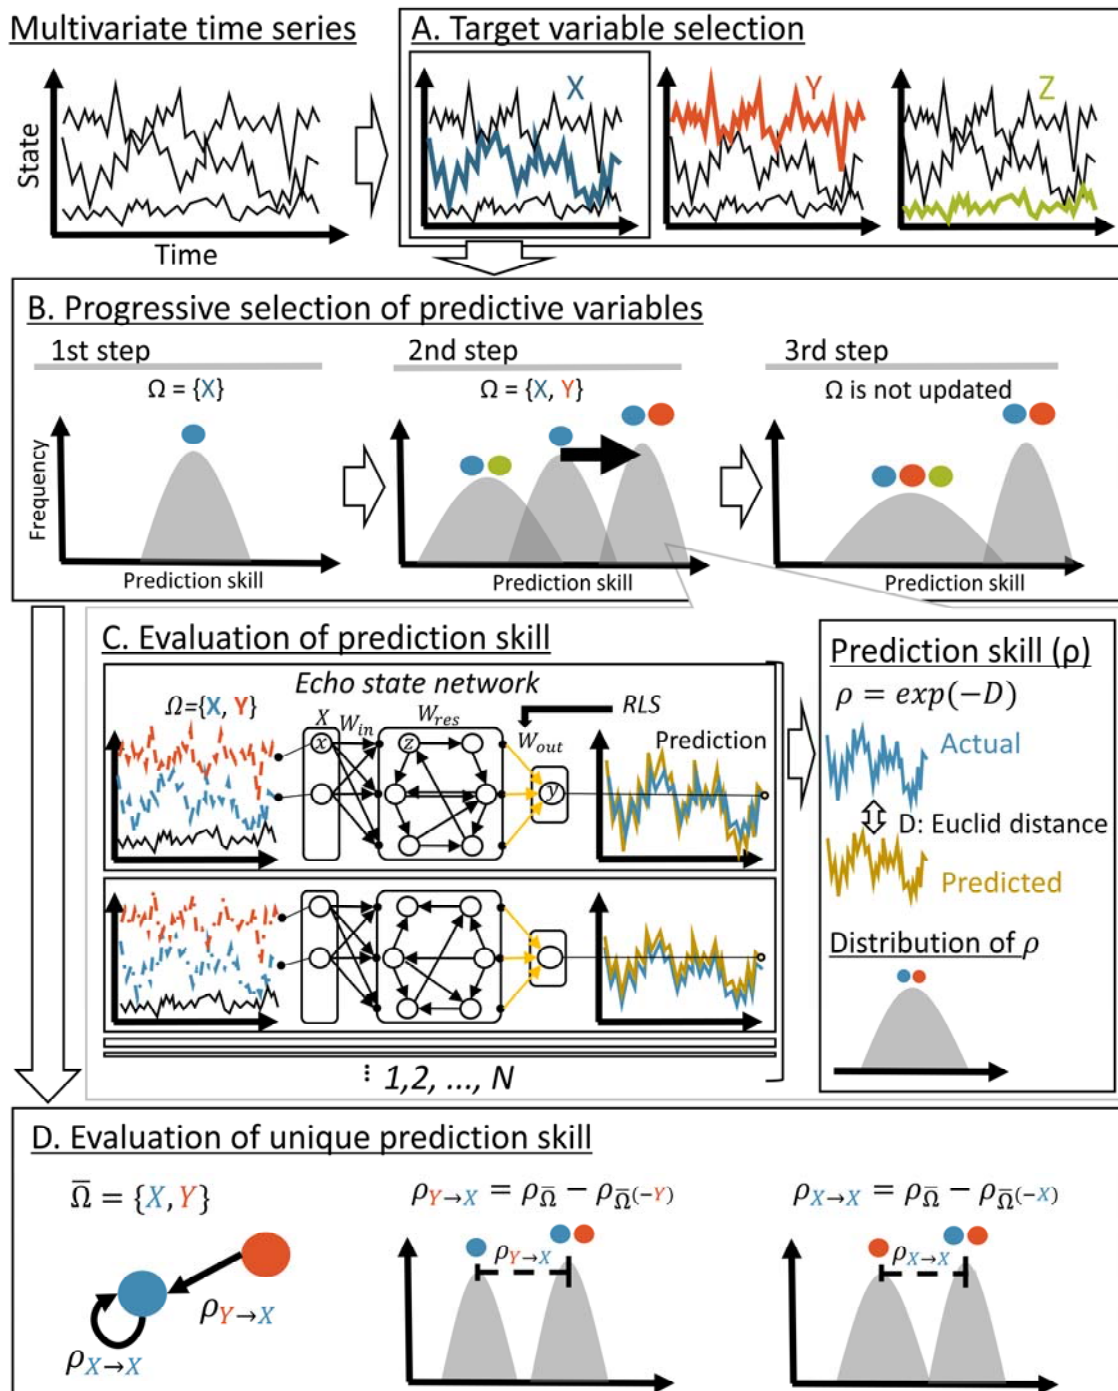 Multivariate time series
State
Time
A. Target variable selection
X
Y
Z
B. Progressive selection of predictive variables
1st step
2nd step
3rd step
Ω = {X}
Ω = {X, Y}
Ω is not updated
Frequency
Prediction skill
Prediction skill
Prediction skill
C. Evaluation of prediction skill
Echo state network
Ω={X, Y}
X
W_in
W_res
RLS
W_out
x
z
y
Prediction
⋮ 1,2, ..., N
Prediction skill (ρ)
ρ = exp(−D)
Actual
D: Euclid distance
Predicted
Distribution of ρ
D. Evaluation of unique prediction skill
Ω̅ = {X, Y}
ρ_{Y→X}
ρ_{X→X}
ρ_{Y→X} = ρ_Ω̅ − ρ_{Ω̅(−Y)}
ρ_{Y→X}
ρ_{X→X} = ρ_Ω̅ − ρ_{Ω̅(−X)}
ρ_{X→X}